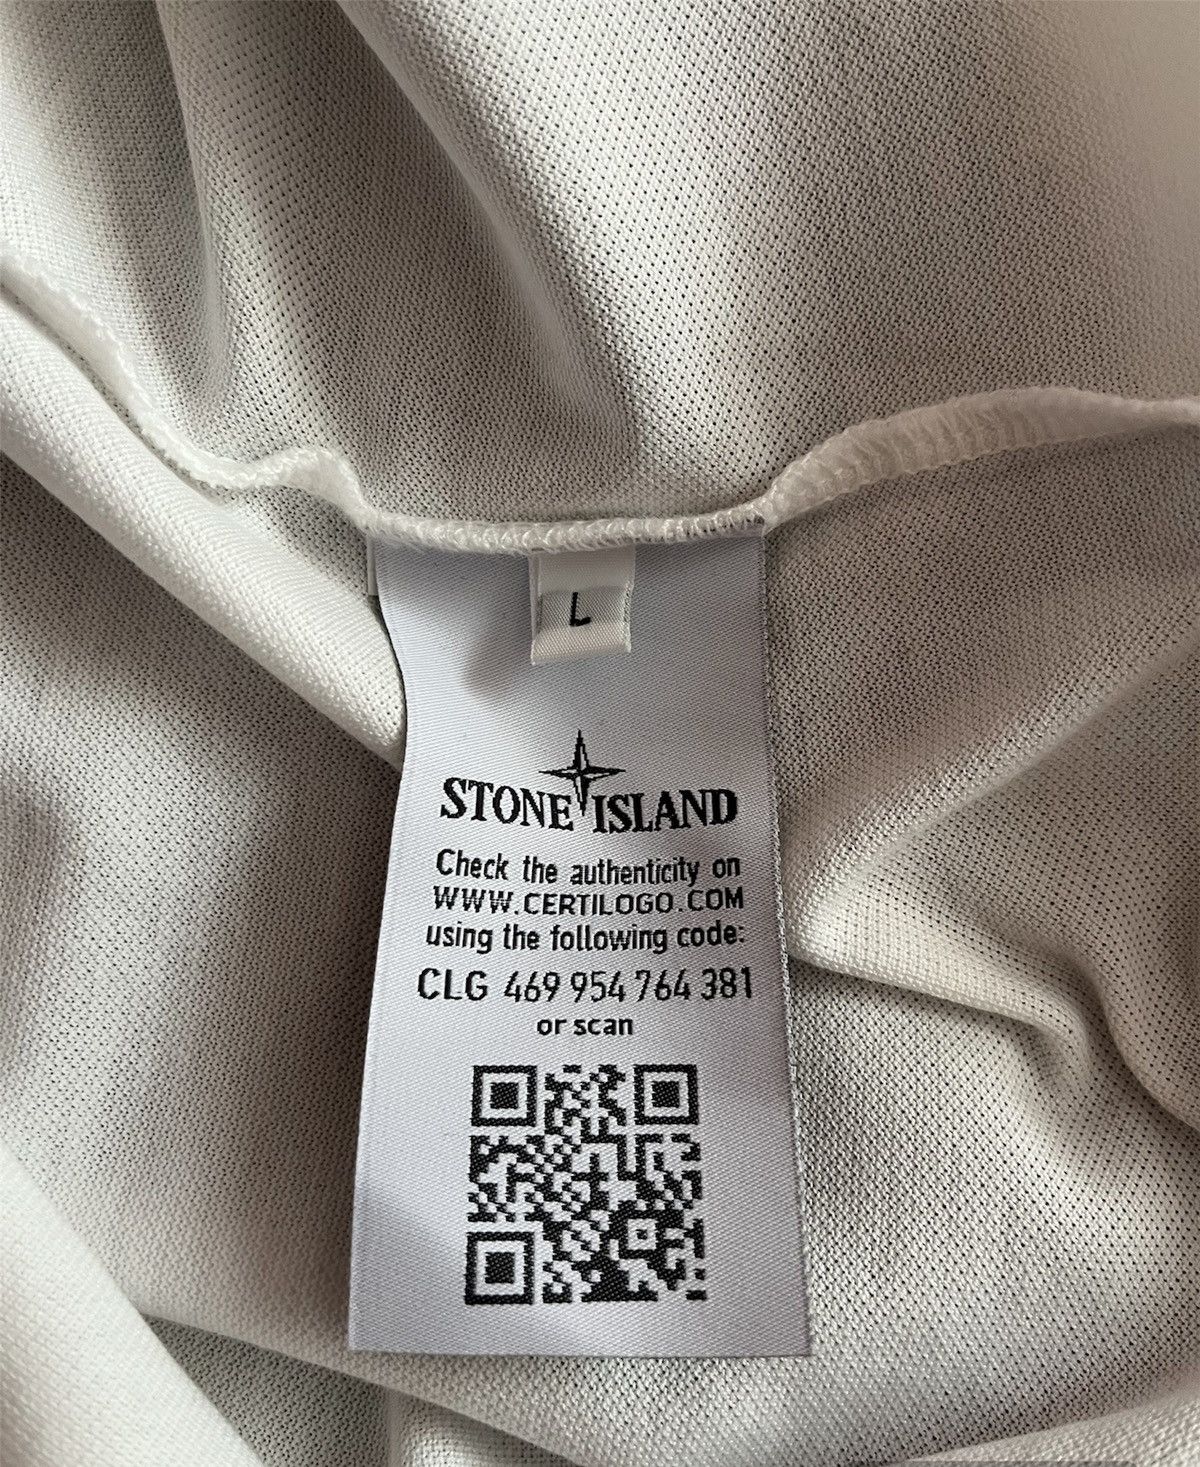 L
STONE ISLAND
Check the authenticity on
WWW.CERTILOGO.COM
using the following code:
CLG 469 954 764 381
or scan